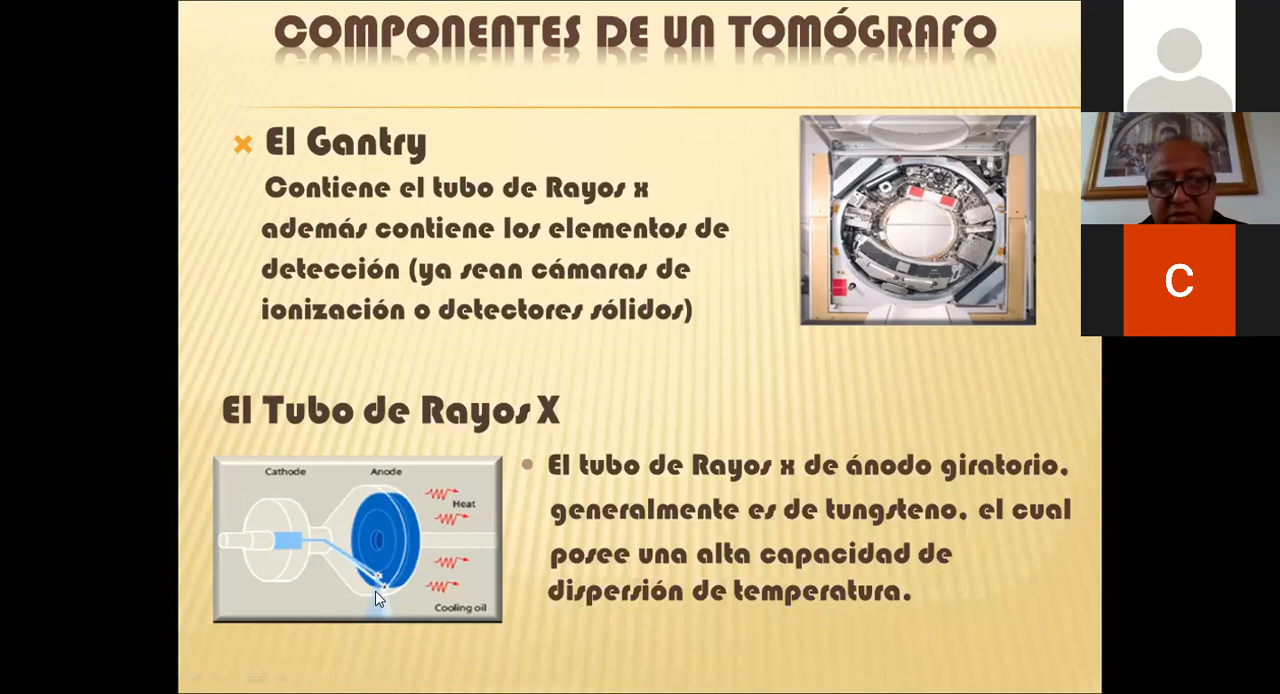 COMPONENTES DE UN TOMÓGRAFO
El Gantry
Contiene el tubo de Rayos x
además contiene los elementos de
detección (ya sean cámaras de
ionización o detectores sólidos)
C
El Tubo de Rayos X
Cathode Anode
Heat
Cooling oil
El tubo de Rayos x de ánodo giratorio,
generalmente es de tungsteno, el cual
posee una alta capacidad de
dispersión de temperatura.